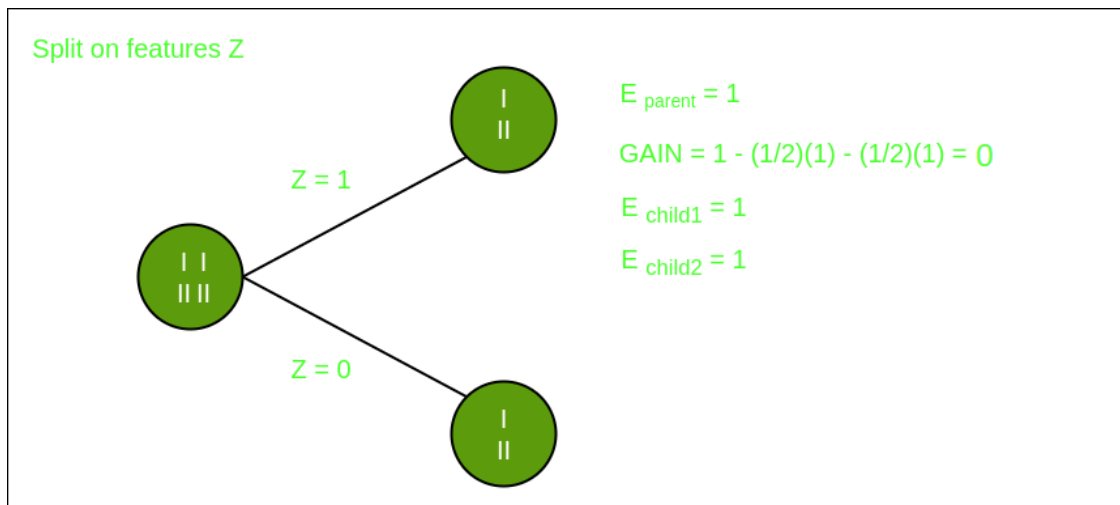 Split on features Z
I
II
E parent = 1
GAIN = 1 - (1/2)(1) - (1/2)(1) = 0
Z = 1
E child1 = 1
E child2 = 1
I I
II II
Z = 0
I
II